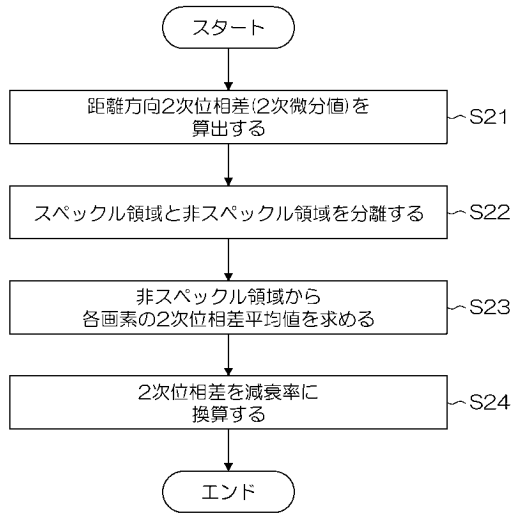 スタート
距離方向2次位相差(2次微分値)を
算出する
S21
スペックル領域と非スペックル領域を分離する
S22
非スペックル領域から
各画素の2次位相差平均値を求める
S23
2次位相差を減衰率に
換算する
S24
エンド